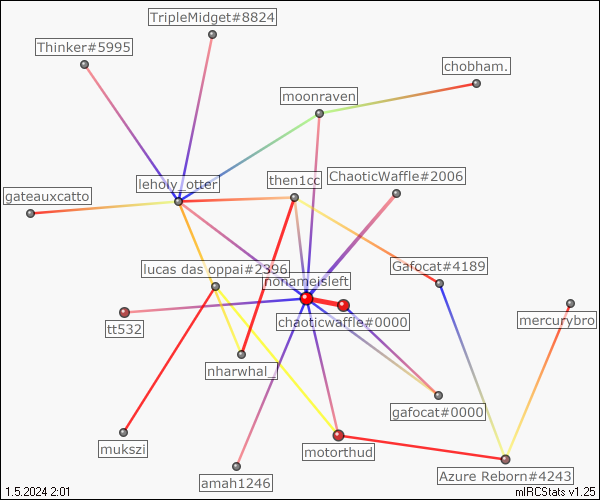 TripleMidget#8824
Thinker#5995
chobham.
moonraven
ChaoticWaffle#2006
then1cc
leholy_otter
gateauxcatto
Gafocat#4189
lucas das oppai#2396
nonameisleft
chaoticwaffle#0000
mercurybro
tt532
nharwhal_
gafocat#0000
mukszi
motorthud
Azure Reborn#4243
amah1246
1.5.2024 2:01
mIRCStats v1.25